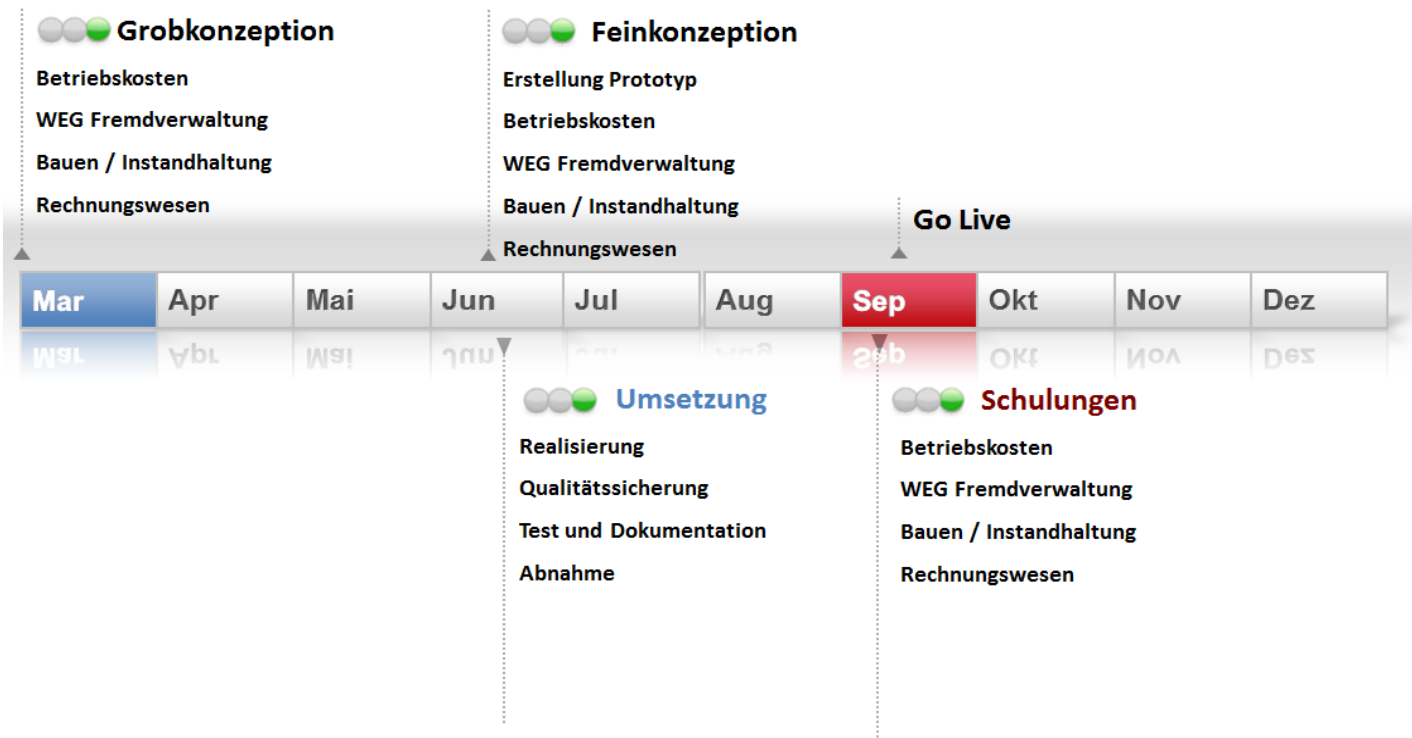 Grobkonzeption
Betriebskosten
WEG Fremdverwaltung
Bauen / Instandhaltung
Rechnungswesen
Feinkonzeption
Erstellung Prototyp
Betriebskosten
WEG Fremdverwaltung
Bauen / Instandhaltung
Rechnungswesen
Go Live
Mar Apr Mai Jun Jul Aug Sep Okt Nov Dez
Umsetzung
Realisierung
Qualitätssicherung
Test und Dokumentation
Abnahme
Schulungen
Betriebskosten
WEG Fremdverwaltung
Bauen / Instandhaltung
Rechnungswesen